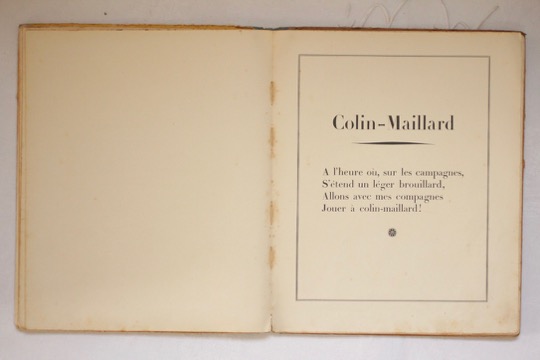 Colin-Maillard
A l'heure où, sur les campagnes,
S'étend un léger brouillard,
Allons avec mes compagnes
Jouer à colin-maillard!